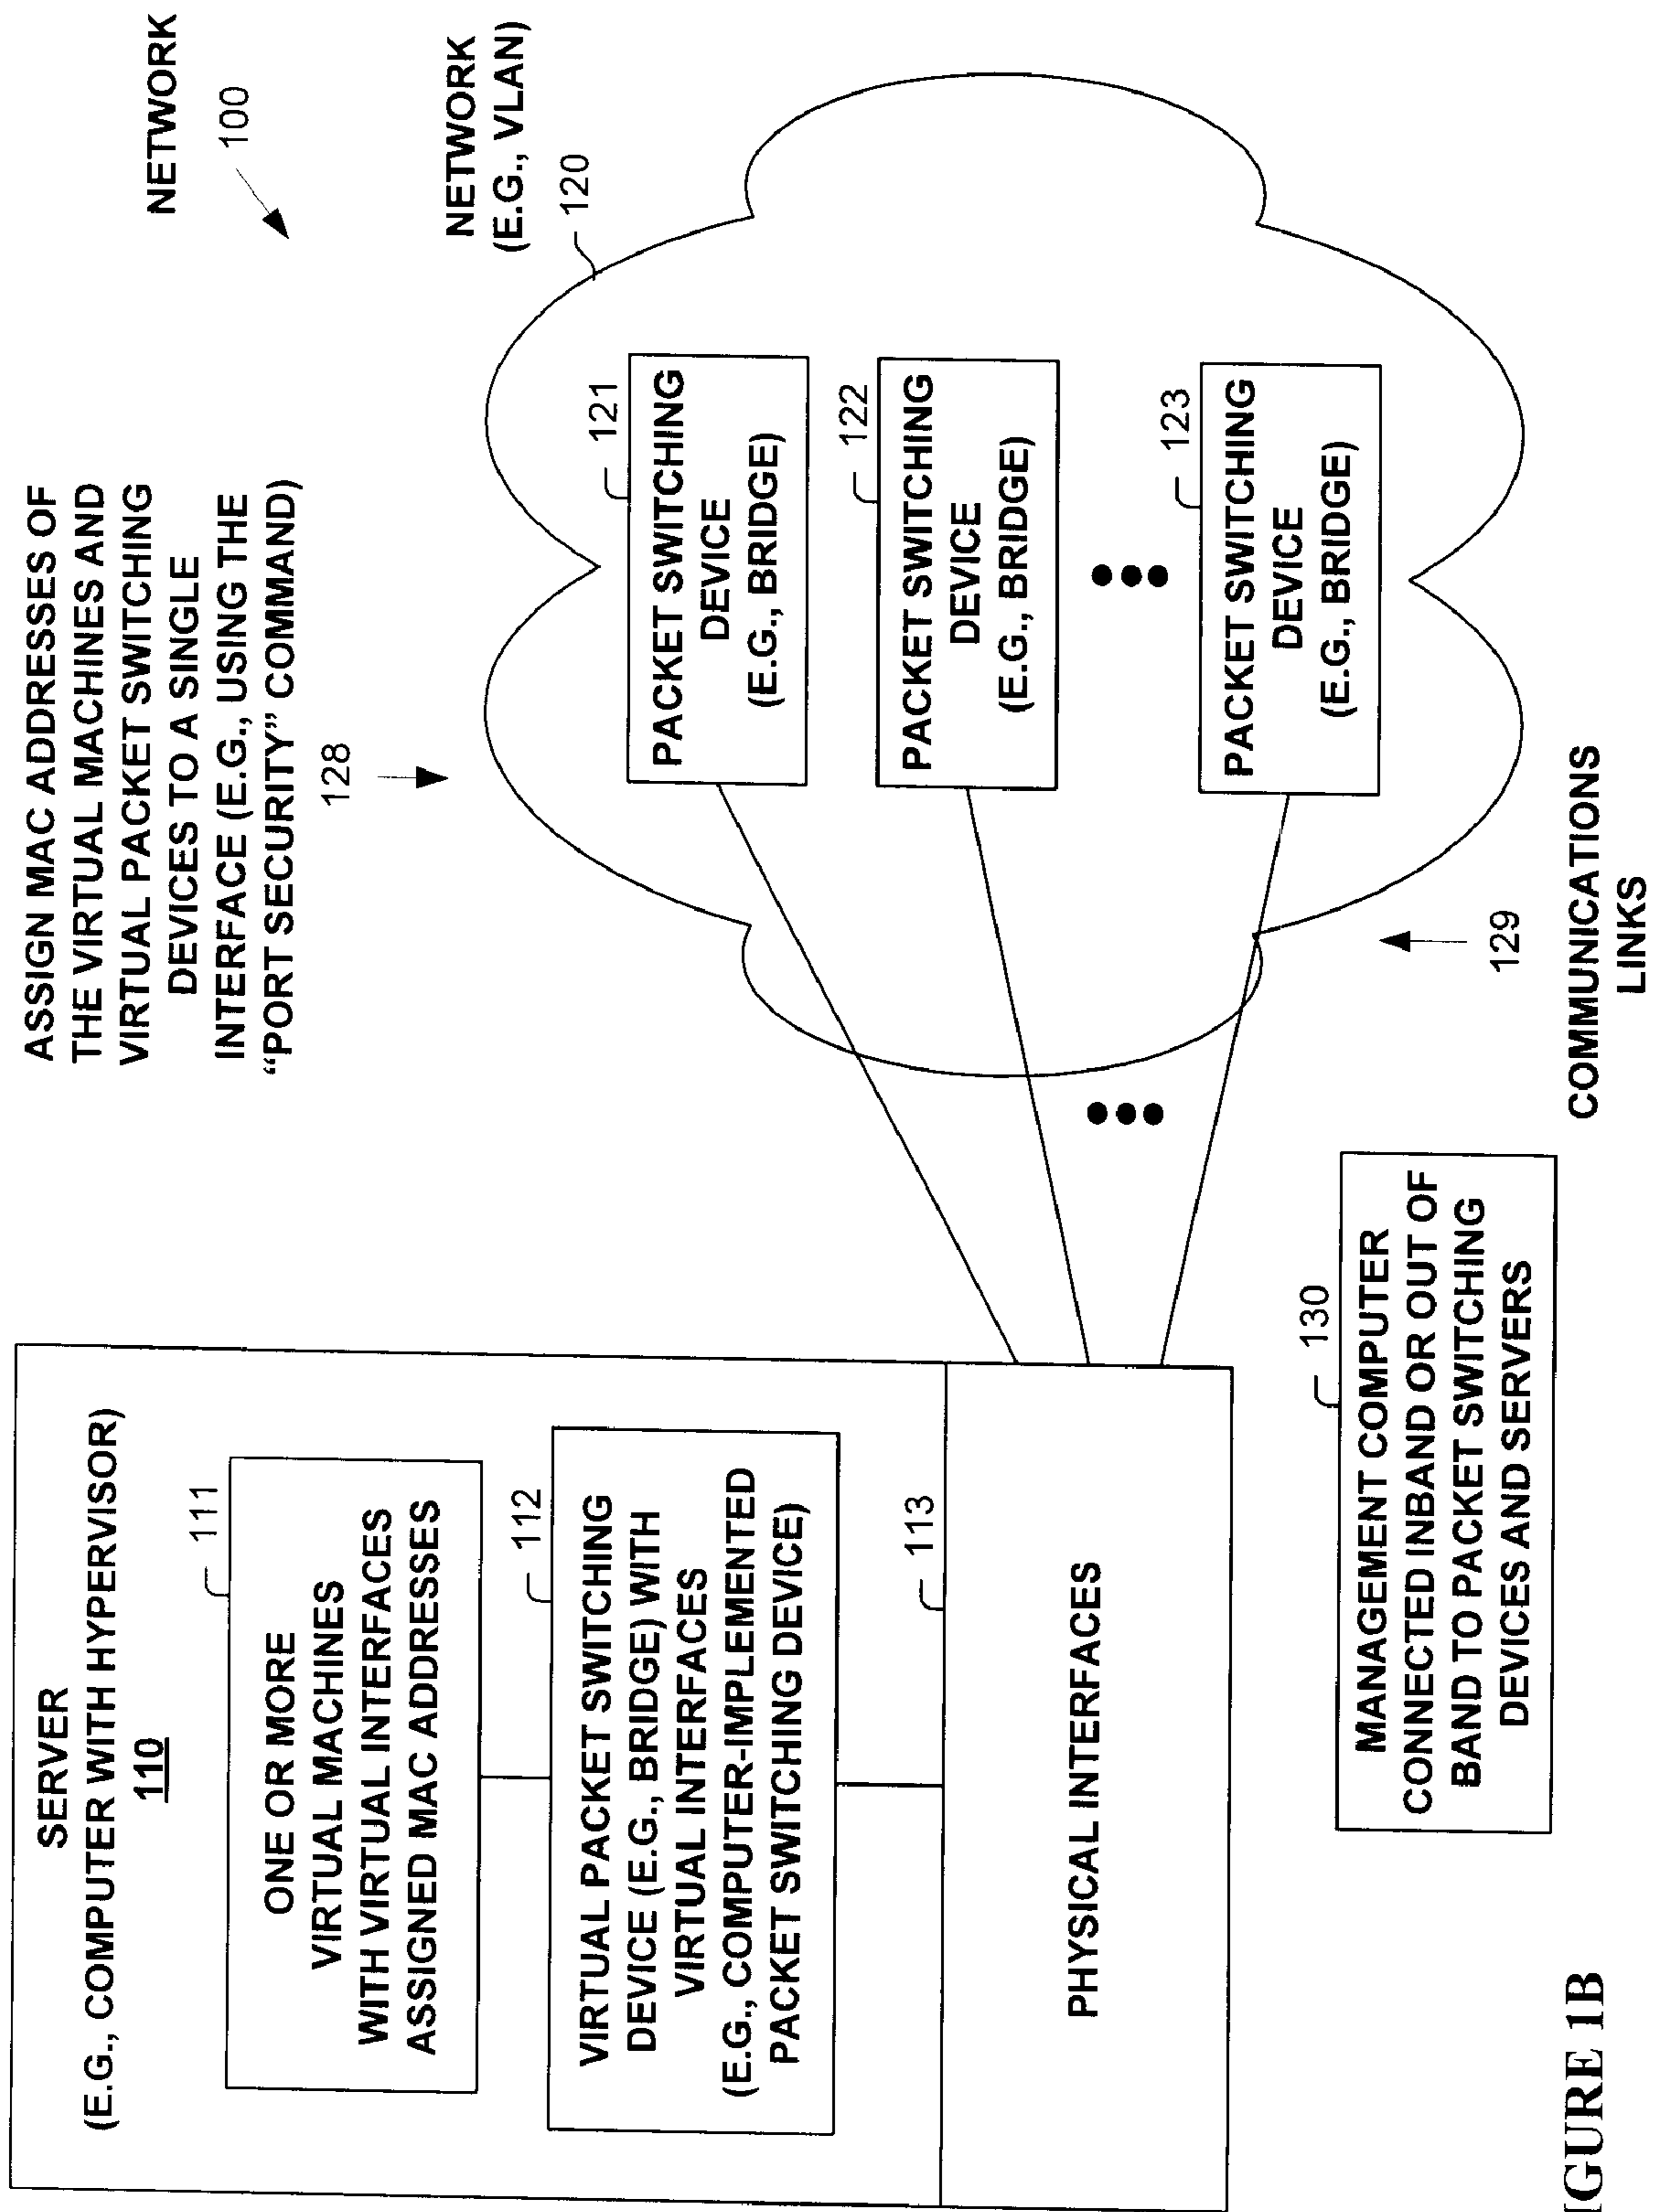 NETWORK
100
SERVER
(E.G., COMPUTER WITH HYPERVISOR)
110
111
ONE OR MORE
VIRTUAL MACHINES
WITH VIRTUAL INTERFACES
ASSIGNED MAC ADDRESSES
112
VIRTUAL PACKET SWITCHING
DEVICE (E.G., BRIDGE) WITH
VIRTUAL INTERFACES
(E.G., COMPUTER-IMPLEMENTED
PACKET SWITCHING DEVICE)
113
PHYSICAL INTERFACES
ASSIGN MAC ADDRESSES OF
THE VIRTUAL MACHINES AND
VIRTUAL PACKET SWITCHING
DEVICES TO A SINGLE
INTERFACE (E.G., USING THE
“PORT SECURITY” COMMAND)
128
NETWORK
(E.G., VLAN)
120
121
PACKET SWITCHING
DEVICE
(E.G., BRIDGE)
122
PACKET SWITCHING
DEVICE
(E.G., BRIDGE)
123
PACKET SWITCHING
DEVICE
(E.G., BRIDGE)
129
COMMUNICATIONS
LINKS
130
MANAGEMENT COMPUTER
CONNECTED INBAND OR OUT OF
BAND TO PACKET SWITCHING
DEVICES AND SERVERS
IGURE 1B